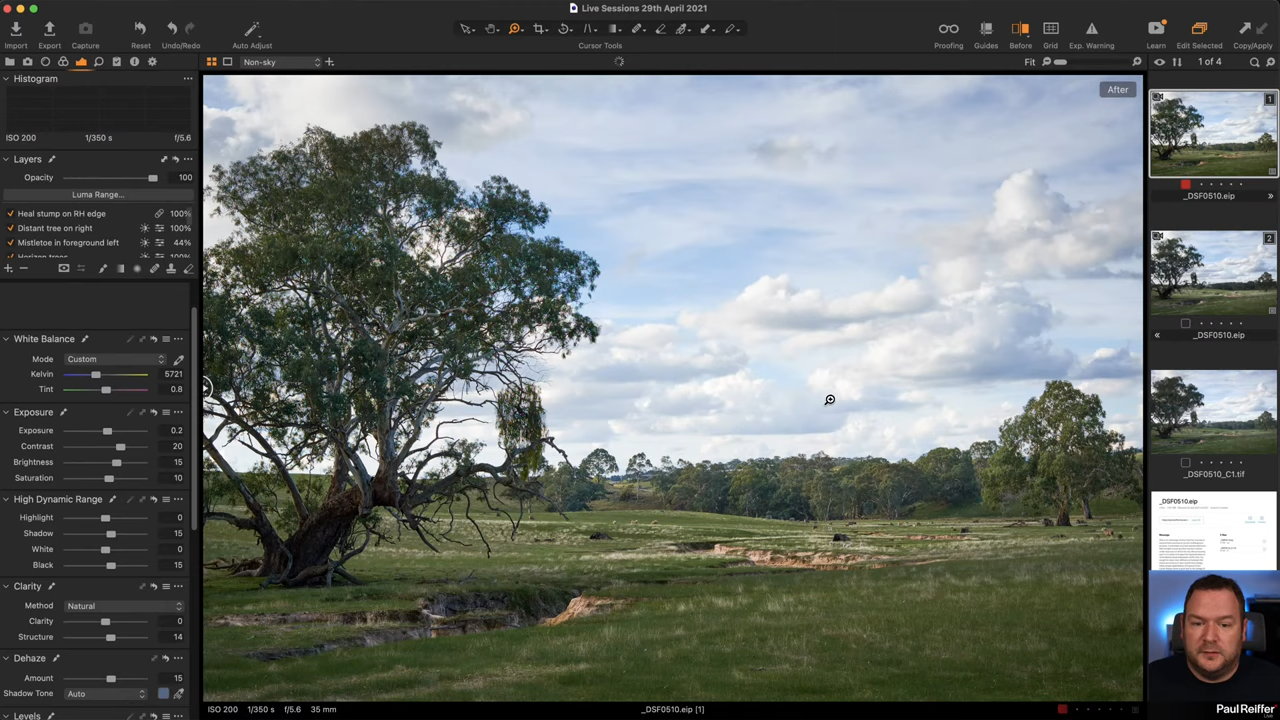 Live Sessions 29th April 2021
Import
Export
Capture
Reset
Undo/Redo
Auto Adjust
Cursor Tools
Proofing
Guides
Before
Grid
Exp. Warning
Learn
Edit Selected
Copy/Apply
Non-sky
Fit
1 of 4
Histogram
ISO 200 1/350 s f/5.6
Layers
Opacity 100
Luma Range...
Heal stump on RH edge 100%
Distant tree on right 100%
Mistletoe in foreground left 44%
Horizon trees 100%
White Balance
Mode Custom
Kelvin 5721
Tint 0.8
Exposure
Exposure 0.2
Contrast 20
Brightness 15
Saturation 10
High Dynamic Range
Highlight 0
Shadow 15
White 0
Black 15
Clarity
Method Natural
Clarity 0
Structure 14
Dehaze
Amount 15
Shadow Tone Auto
Levels
After
ISO 200 1/350 s f/5.6 35 mm
_DSF0510.eip [1]
1
_DSF0510.eip
2
_DSF0510.eip
_DSF0510_C1.tif
_DSF0510.eip
Paul Reiffer
Live